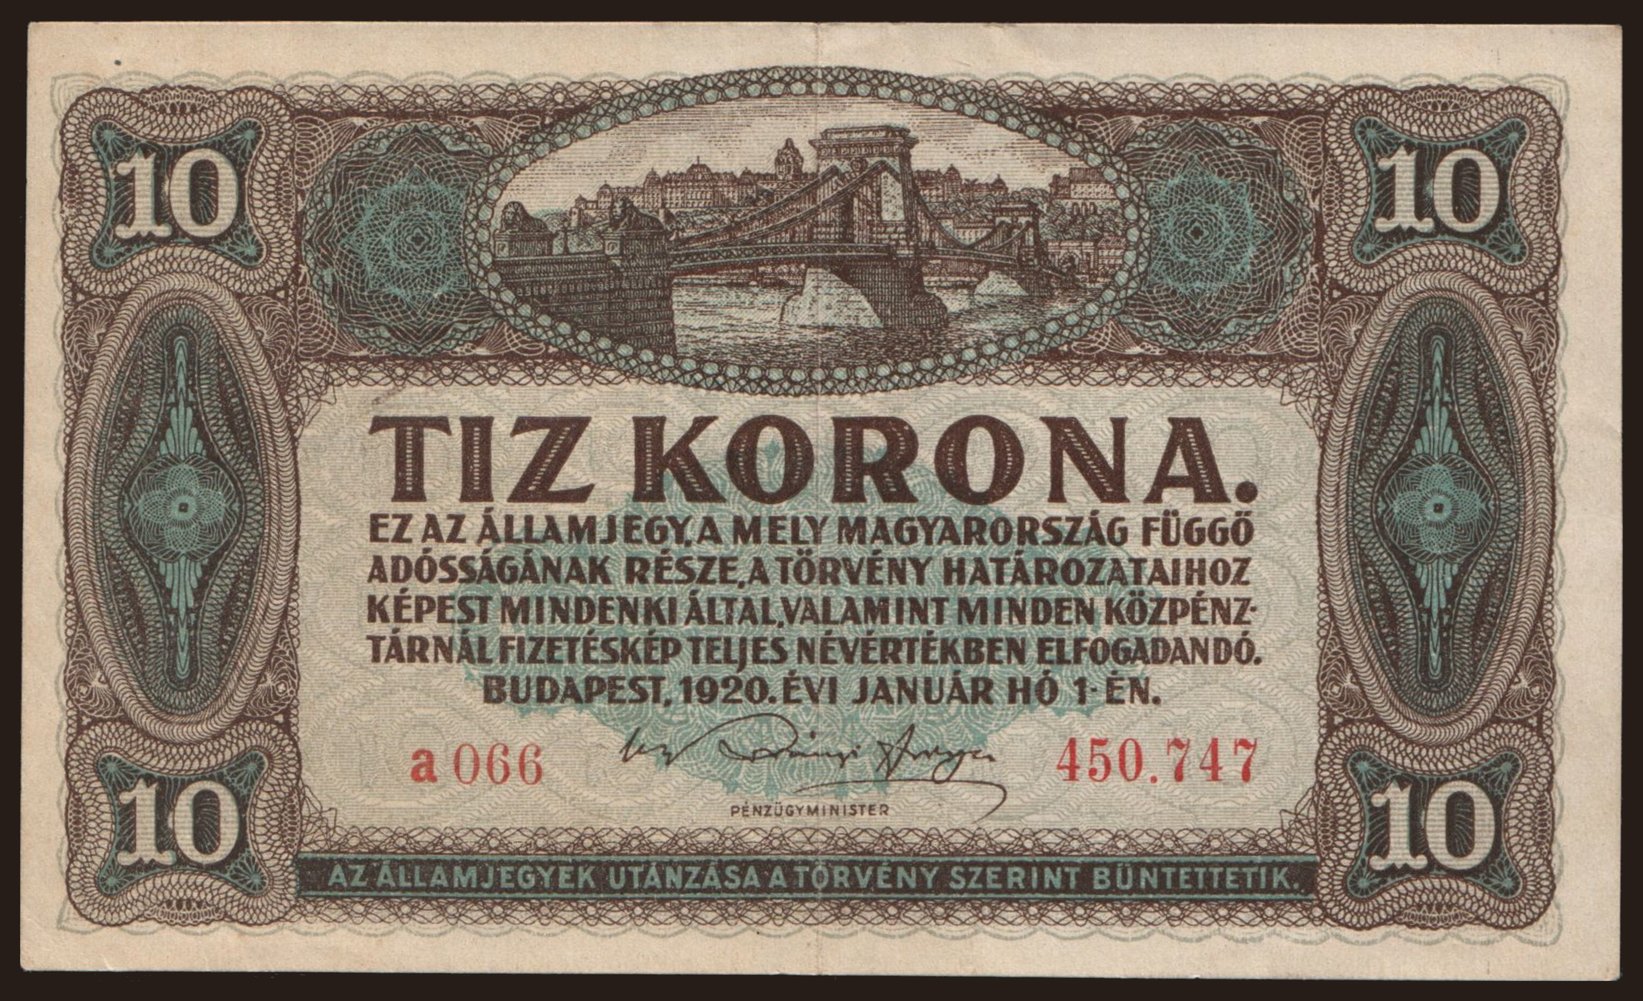 10 10
TIZ KORONA.
EZ AZ ÁLLAMJEGY, A MELY MAGYARORSZÁG FÜGGŐ
ADÓSSÁGÁNAK RÉSZE, A TÖRVÉNY HATÁROZATAIHOZ
KÉPEST MINDENKI ÁLTAL, VALAMINT MINDEN KÖZPÉNZ-
TÁRNÁL FIZETÉSKÉP TELJES NÉVÉRTÉKBEN ELFOGADANDÓ.
BUDAPEST, 1920. ÉVI JANUÁR HÓ 1-ÉN.
a 066 450.747
PÉNZÜGYMINISTER
10 10
AZ ÁLLAMJEGYEK UTÁNZÁSA A TÖRVÉNY SZERINT BÜNTETTETIK.